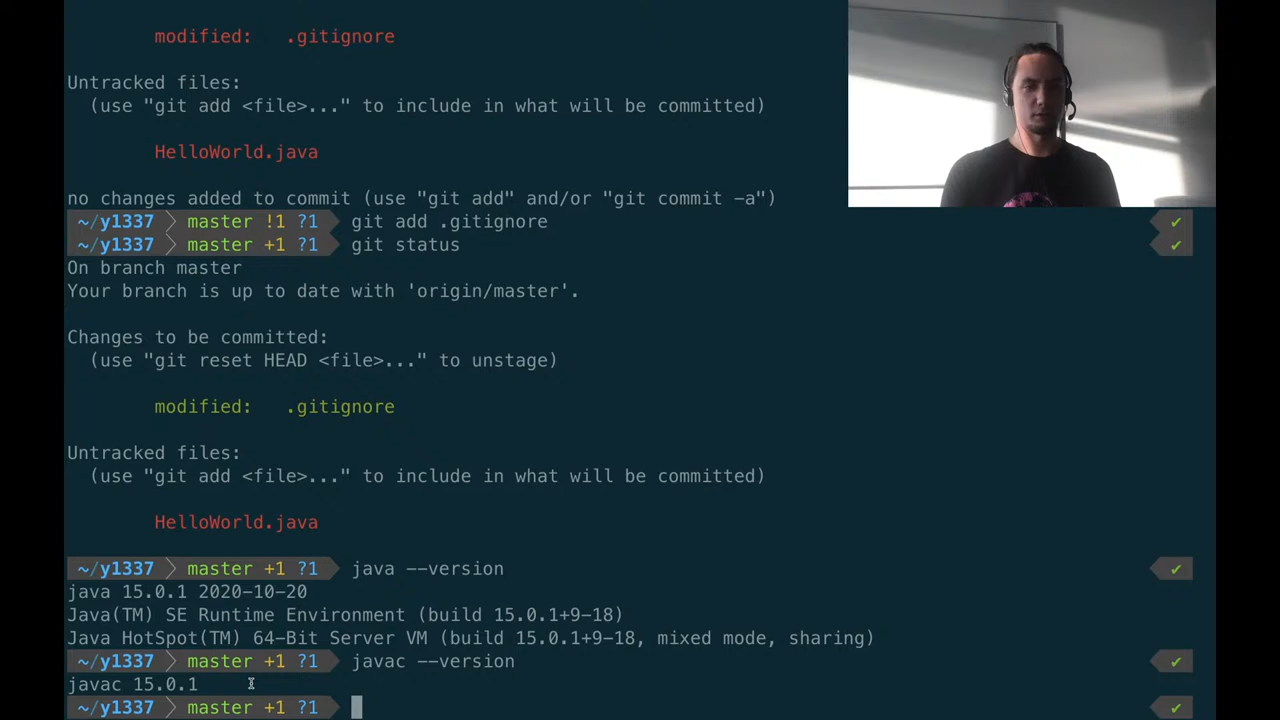 modified:   .gitignore
Untracked files:
(use "git add <file>..." to include in what will be committed)
HelloWorld.java
no changes added to commit (use "git add" and/or "git commit -a")
~/y1337 master !1 ?1 git add .gitignore ✔
~/y1337 master +1 ?1 git status ✔
On branch master
Your branch is up to date with 'origin/master'.
Changes to be committed:
(use "git reset HEAD <file>..." to unstage)
modified:   .gitignore
Untracked files:
(use "git add <file>..." to include in what will be committed)
HelloWorld.java
~/y1337 master +1 ?1 java --version ✔
java 15.0.1 2020-10-20
Java(TM) SE Runtime Environment (build 15.0.1+9-18)
Java HotSpot(TM) 64-Bit Server VM (build 15.0.1+9-18, mixed mode, sharing)
~/y1337 master +1 ?1 javac --version ✔
javac 15.0.1
~/y1337 master +1 ?1 ✔